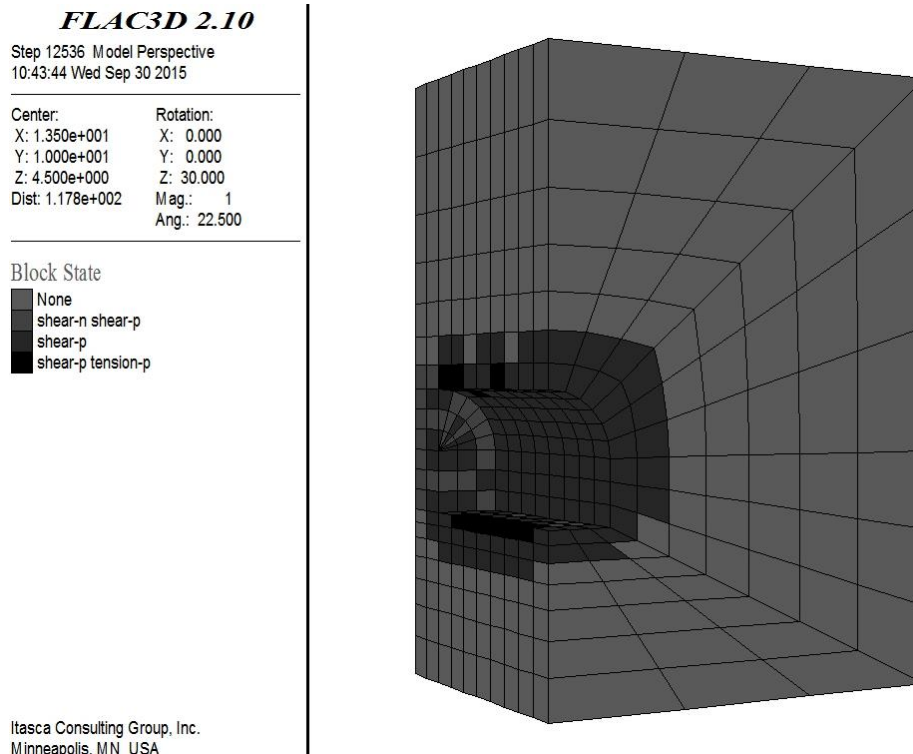 FLAC3D 2.10
Step 12536 Model Perspective
10:43:44 Wed Sep 30 2015
Center: Rotation:
X: 1.350e+001 X: 0.000
Y: 1.000e+001 Y: 0.000
Z: 4.500e+000 Z: 30.000
Dist: 1.178e+002 Mag.: 1
Ang.: 22.500
Block State
None
shear-n shear-p
shear-p
shear-p tension-p
Itasca Consulting Group, Inc.
Minneapolis, MN USA